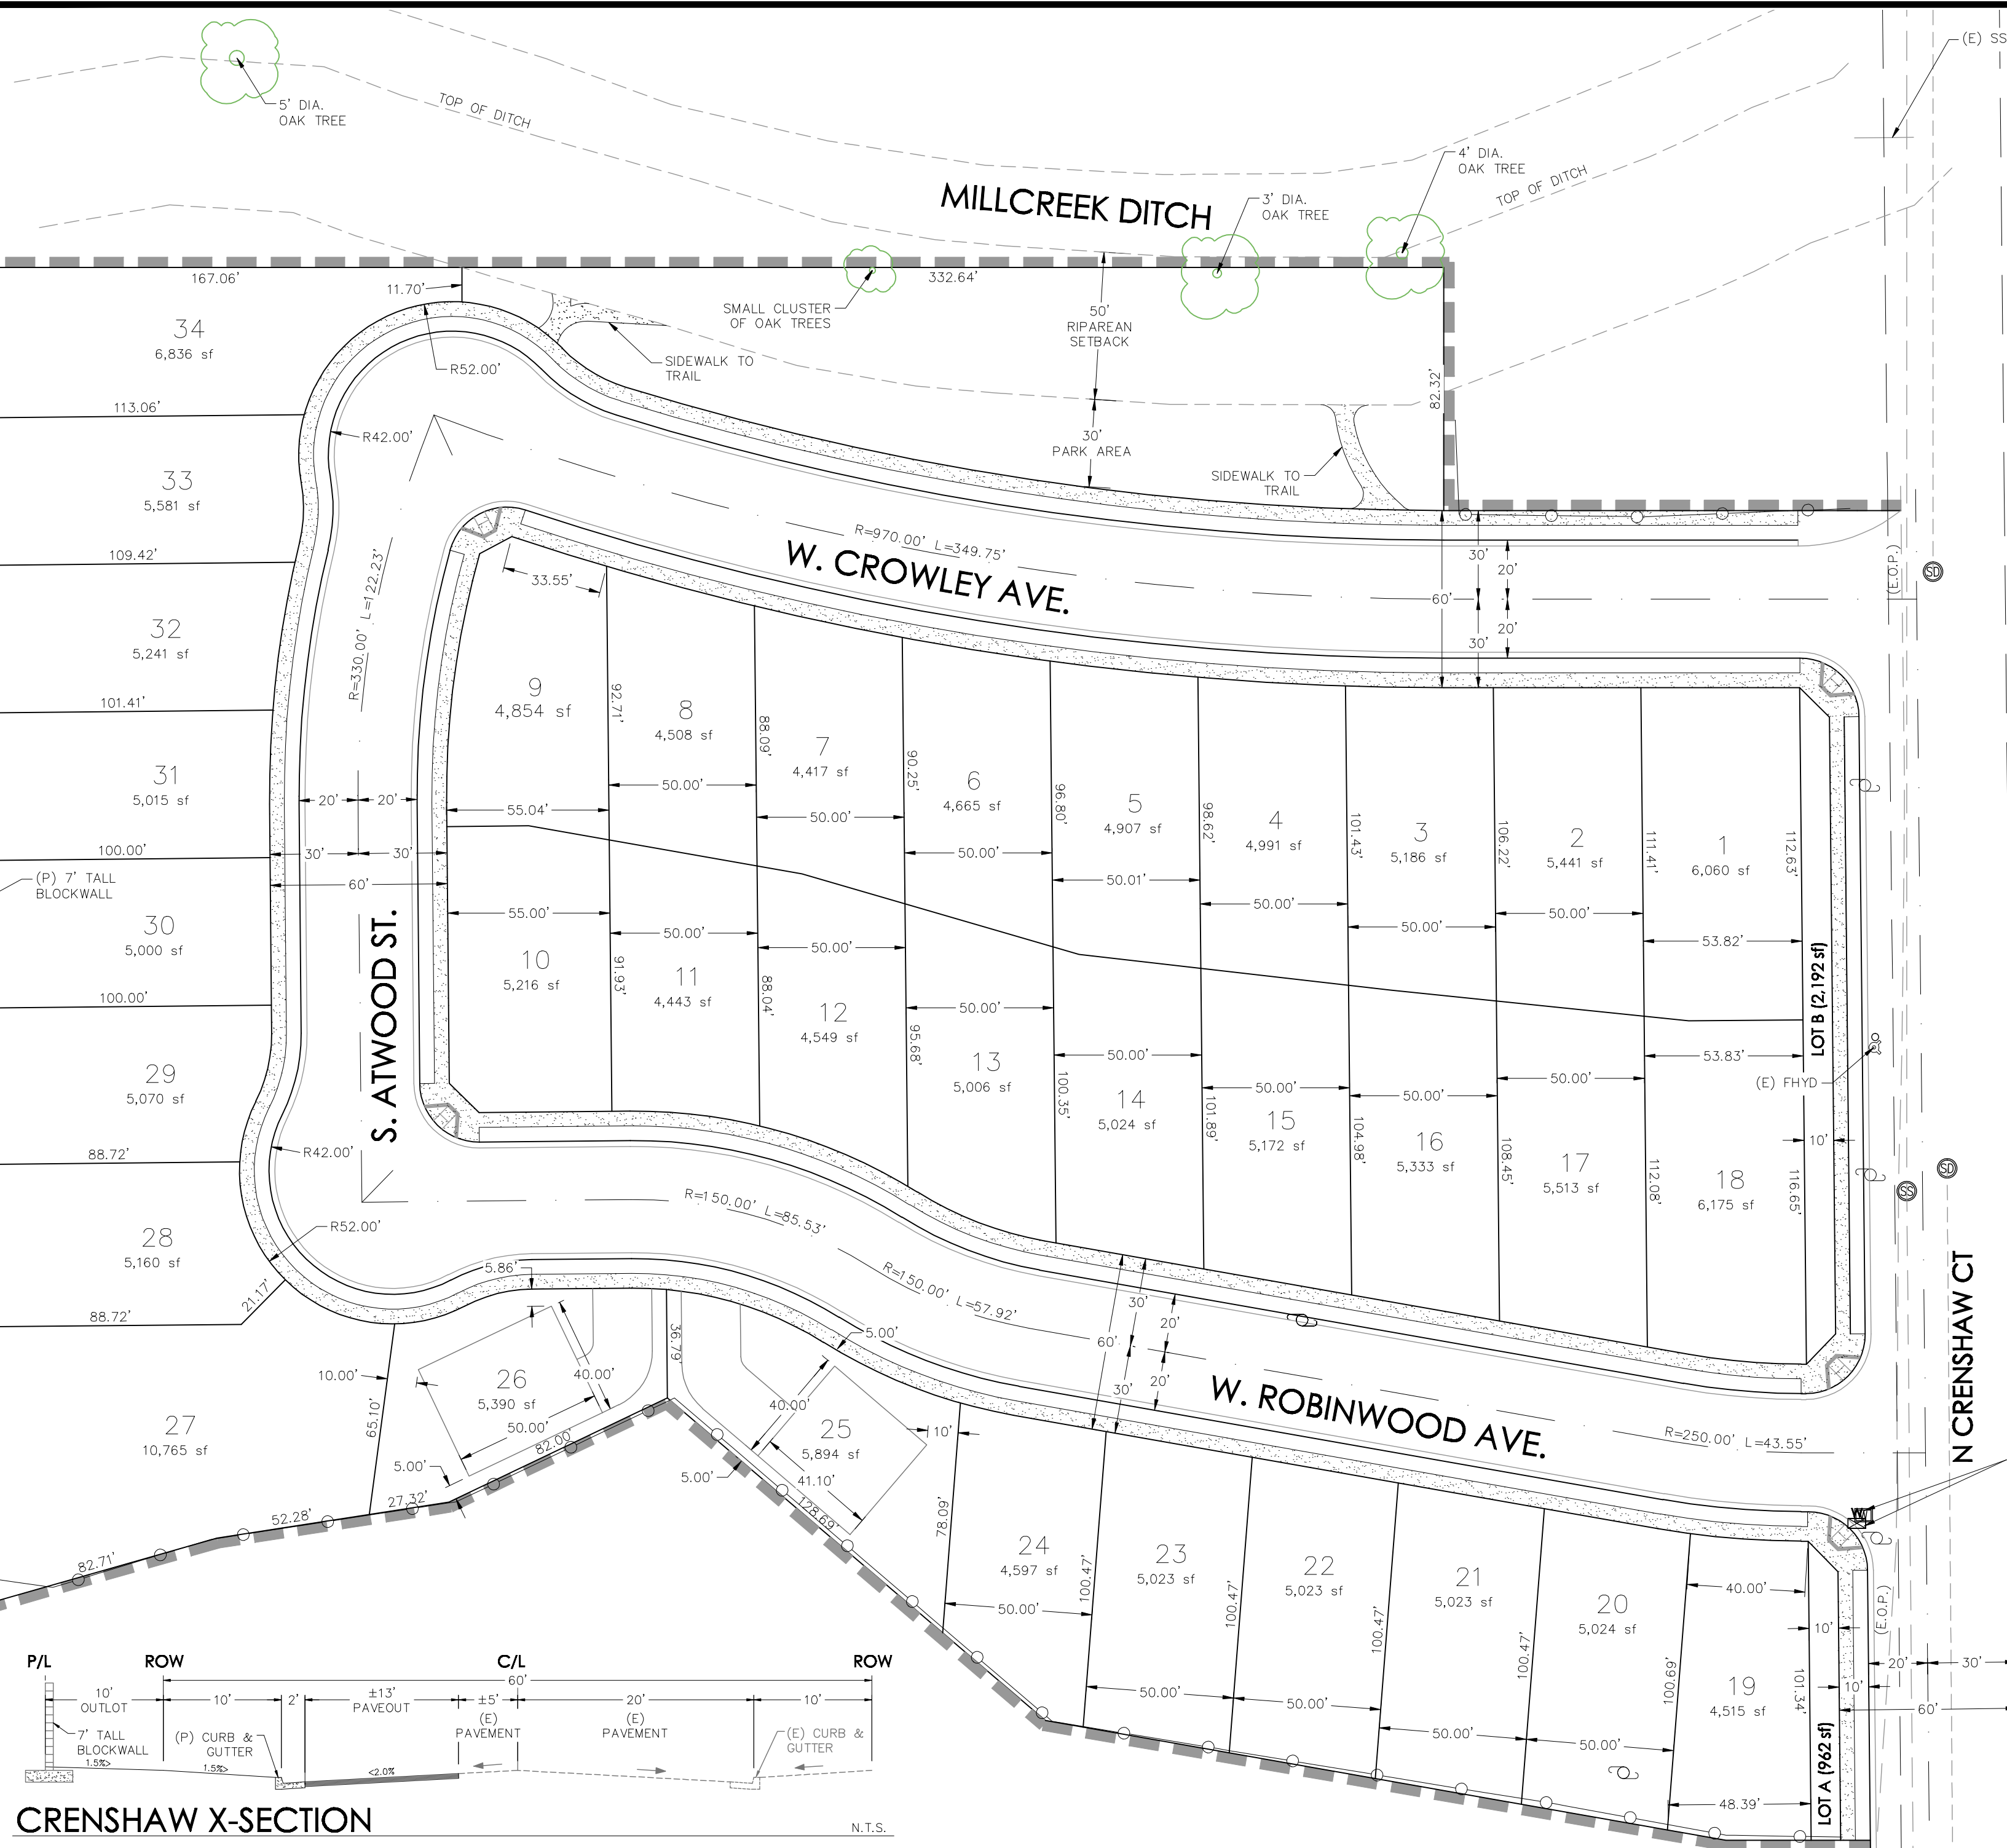 (E) SS
5' DIA.
OAK TREE
TOP OF DITCH
4' DIA.
OAK TREE
TOP OF DITCH
MILLCREEK DITCH
3' DIA.
OAK TREE
167.06'
11.70'
332.64'
SMALL CLUSTER
OF OAK TREES
50'
RIPAREAN
SETBACK
34
6,836 sf
SIDEWALK TO
TRAIL
R52.00'
82.32'
113.06'
R42.00'
30'
PARK AREA
SIDEWALK TO
TRAIL
33
5,581 sf
R=970.00' L=349.75'
W. CROWLEY AVE.
109.42'
33.55'
30'
20'
60'
20'
30'
(E.O.P.)
SD
R=330.00' L=122.23'
32
5,241 sf
101.41'
9
4,854 sf
92.71'
8
4,508 sf
88.09'
7
4,417 sf
90.25'
6
4,665 sf
96.80'
5
4,907 sf
98.62'
4
4,991 sf
101.43'
3
5,186 sf
106.22'
2
5,441 sf
111.41'
1
6,060 sf
112.63'
31
5,015 sf
20'
20'
55.04'
50.00'
50.00'
50.00'
50.01'
50.00'
50.00'
50.00'
53.82'
100.00'
30'
30'
60'
(P) 7' TALL
BLOCKWALL
30
5,000 sf
100.00'
S. ATWOOD ST.
55.00'
50.00'
50.00'
50.00'
50.00'
50.00'
50.00'
50.00'
53.83'
LOT B (2,192 sf)
10
5,216 sf
91.93'
11
4,443 sf
88.04'
12
4,549 sf
95.68'
13
5,006 sf
100.35'
14
5,024 sf
101.89'
15
5,172 sf
104.98'
16
5,333 sf
108.45'
17
5,513 sf
112.08'
18
6,175 sf
116.65'
10'
(E) FHYD
SD
SS
29
5,070 sf
88.72'
R42.00'
R52.00'
28
5,160 sf
21.17'
88.72'
R=150.00' L=85.53'
R=150.00' L=57.92'
5.86'
5.00'
30'
20'
60'
30'
20'
W. ROBINWOOD AVE.
R=250.00' L=43.55'
N CRENSHAW CT
10.00'
65.10'
26
5,390 sf
40.00'
50.00'
82.00'
36.79'
40.00'
25
5,894 sf
10'
41.10'
5.00'
128.69'
27
10,765 sf
5.00'
27.32'
52.28'
82.71'
78.09'
24
4,597 sf
50.00'
100.47'
23
5,023 sf
50.00'
100.47'
22
5,023 sf
50.00'
100.47'
21
5,023 sf
50.00'
100.47'
20
5,024 sf
50.00'
100.69'
40.00'
19
4,515 sf
48.39'
101.34'
10'
LOT A (962 sf)
(E.O.P.)
20'
30'
10'
60'
P/L
ROW
C/L
ROW
60'
10'
OUTLOT
10'
2'
±13'
PAVEOUT
±5'
(E)
PAVEMENT
20'
(E)
PAVEMENT
10'
7' TALL
BLOCKWALL
(P) CURB &
GUTTER
(E) CURB &
GUTTER
1.5%>
1.5%>
<2.0%
CRENSHAW X-SECTION
N.T.S.